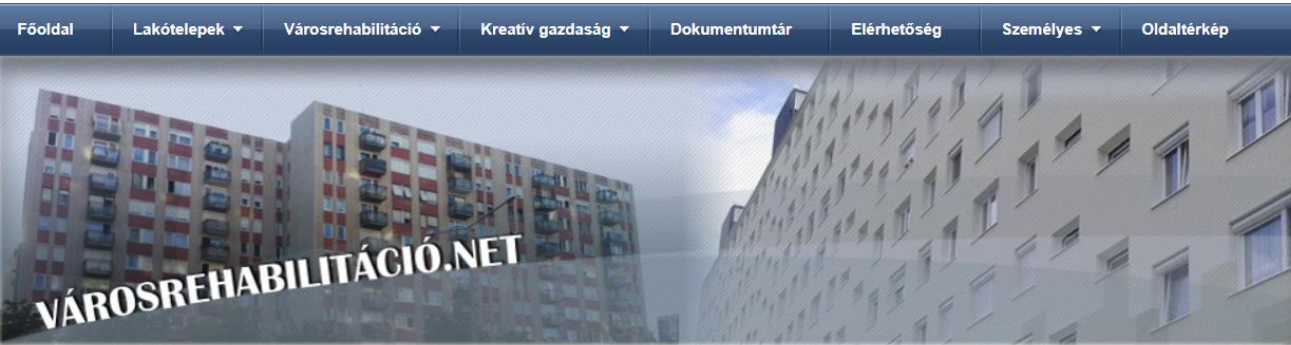 Főoldal Lakótelepek Városrehabilitáció Kreatív gazdaság Dokumentumtár Elérhetőség Személyes Oldaltérkép
VÁROSREHABILITÁCIÓ.NET